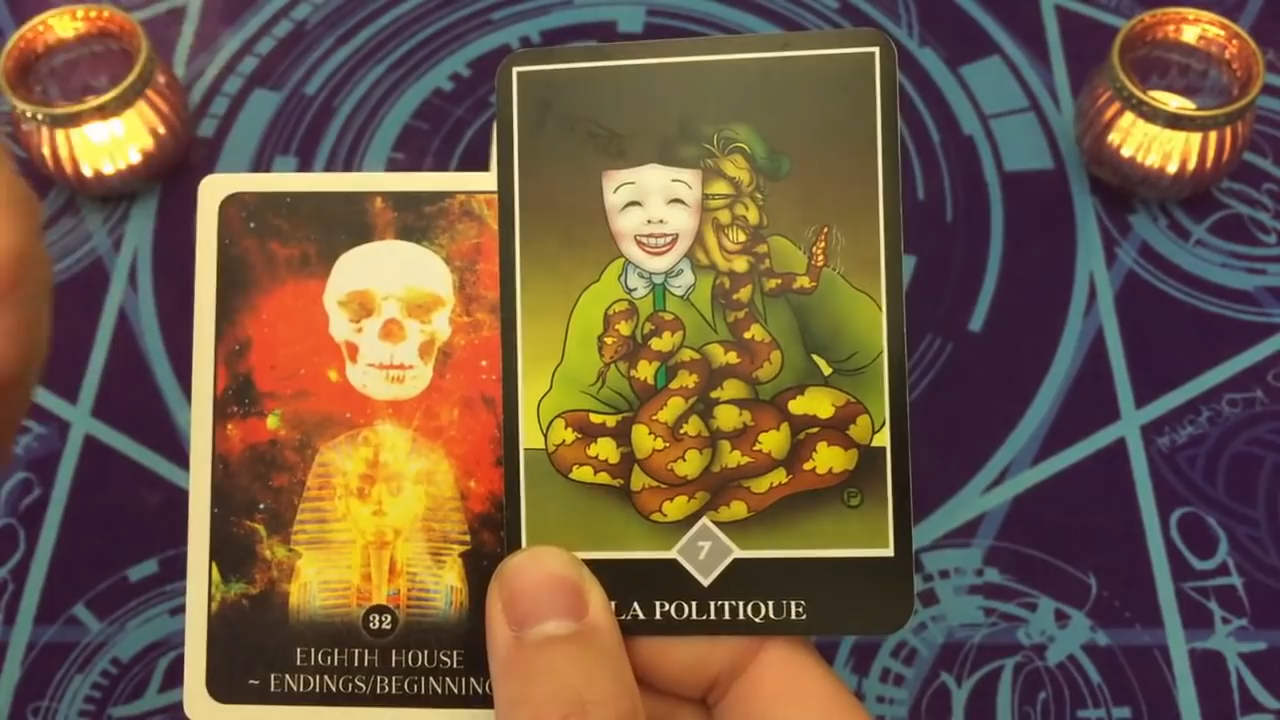 32
EIGHTH HOUSE
~ ENDINGS/BEGINNING
7
LA POLITIQUE
P